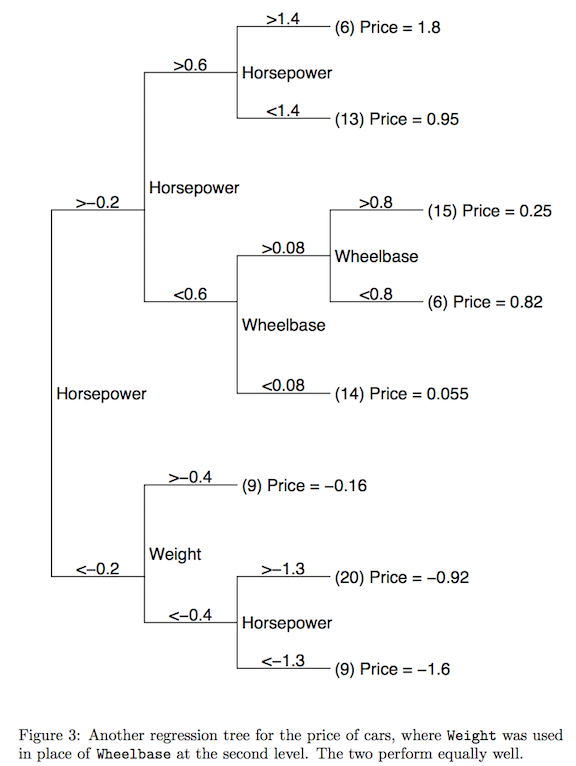 >1.4
(6) Price = 1.8
>0.6
Horsepower
<1.4
(13) Price = 0.95
Horsepower
>−0.2
>0.8
(15) Price = 0.25
>0.08
Wheelbase
<0.6
<0.8
(6) Price = 0.82
Wheelbase
<0.08
(14) Price = 0.055
Horsepower
>−0.4
(9) Price = −0.16
Weight
<−0.2
>−1.3
(20) Price = −0.92
<−0.4
Horsepower
<−1.3
(9) Price = −1.6
Figure 3: Another regression tree for the price of cars, where Weight was used
in place of Wheelbase at the second level. The two perform equally well.